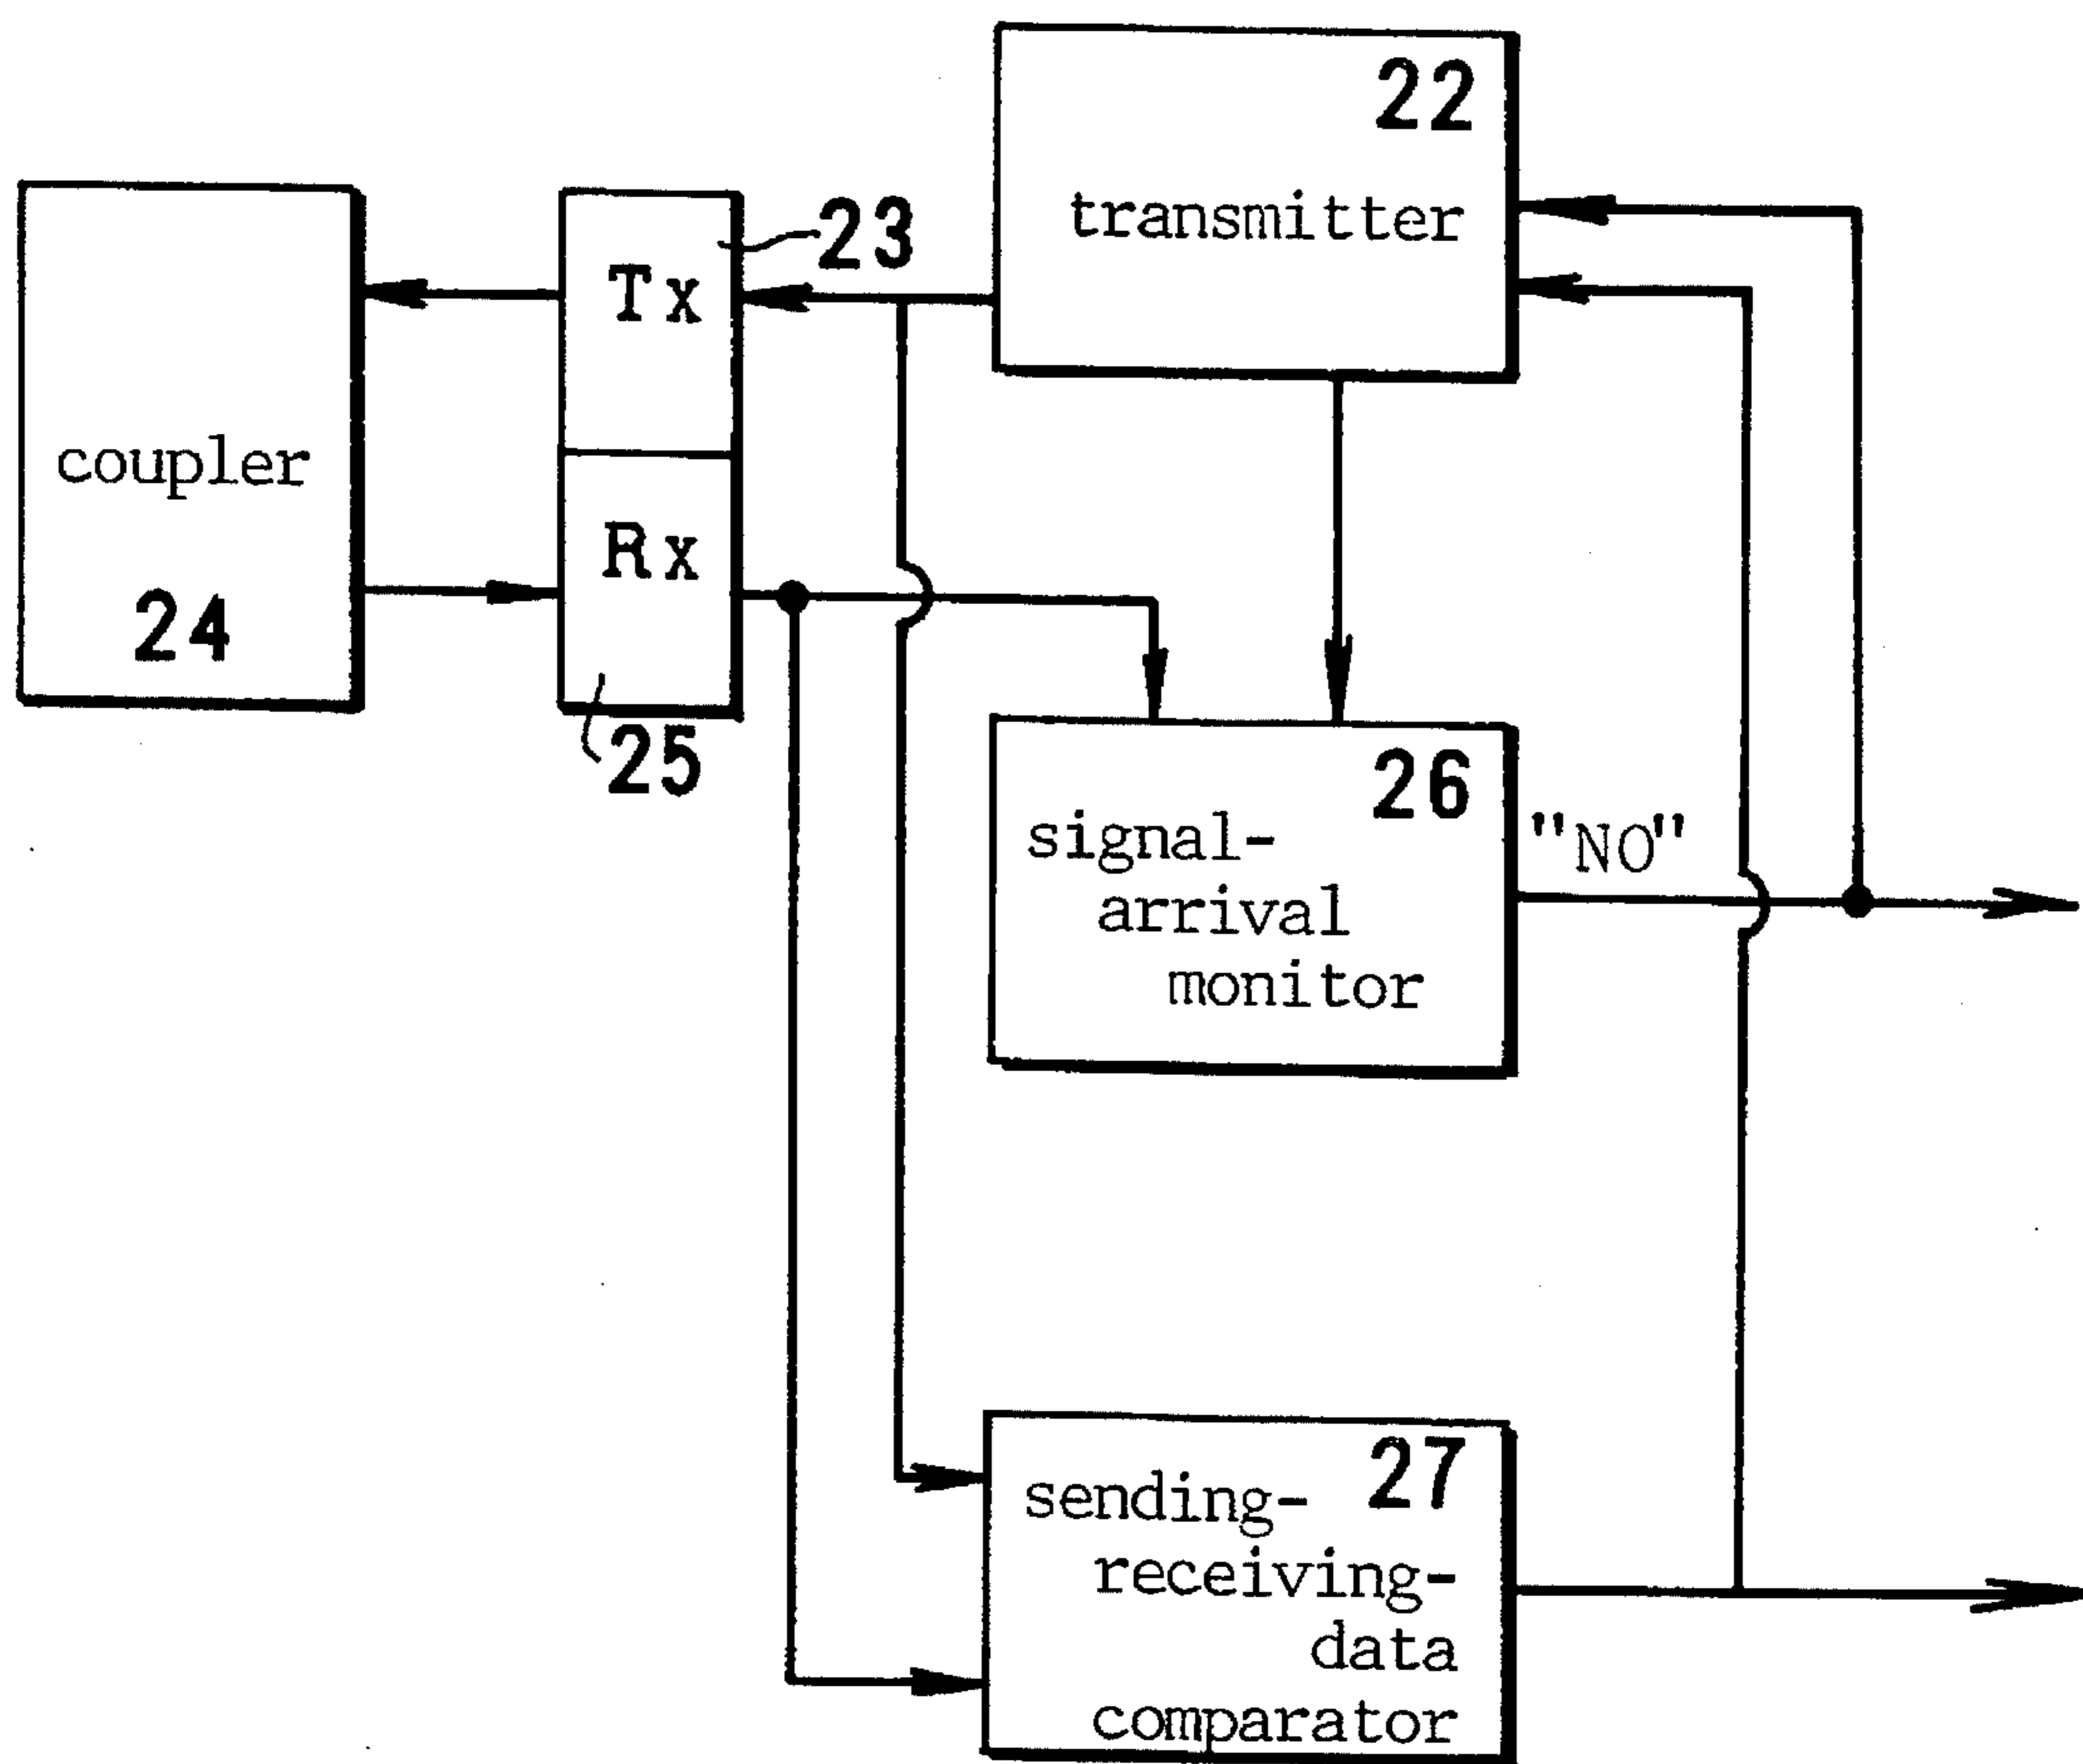 22
transmitter
23
Tx
coupler
24
Rx
25
26
signal-
arrival
monitor
"NO"
27
sending-
receiving-
data
comparator